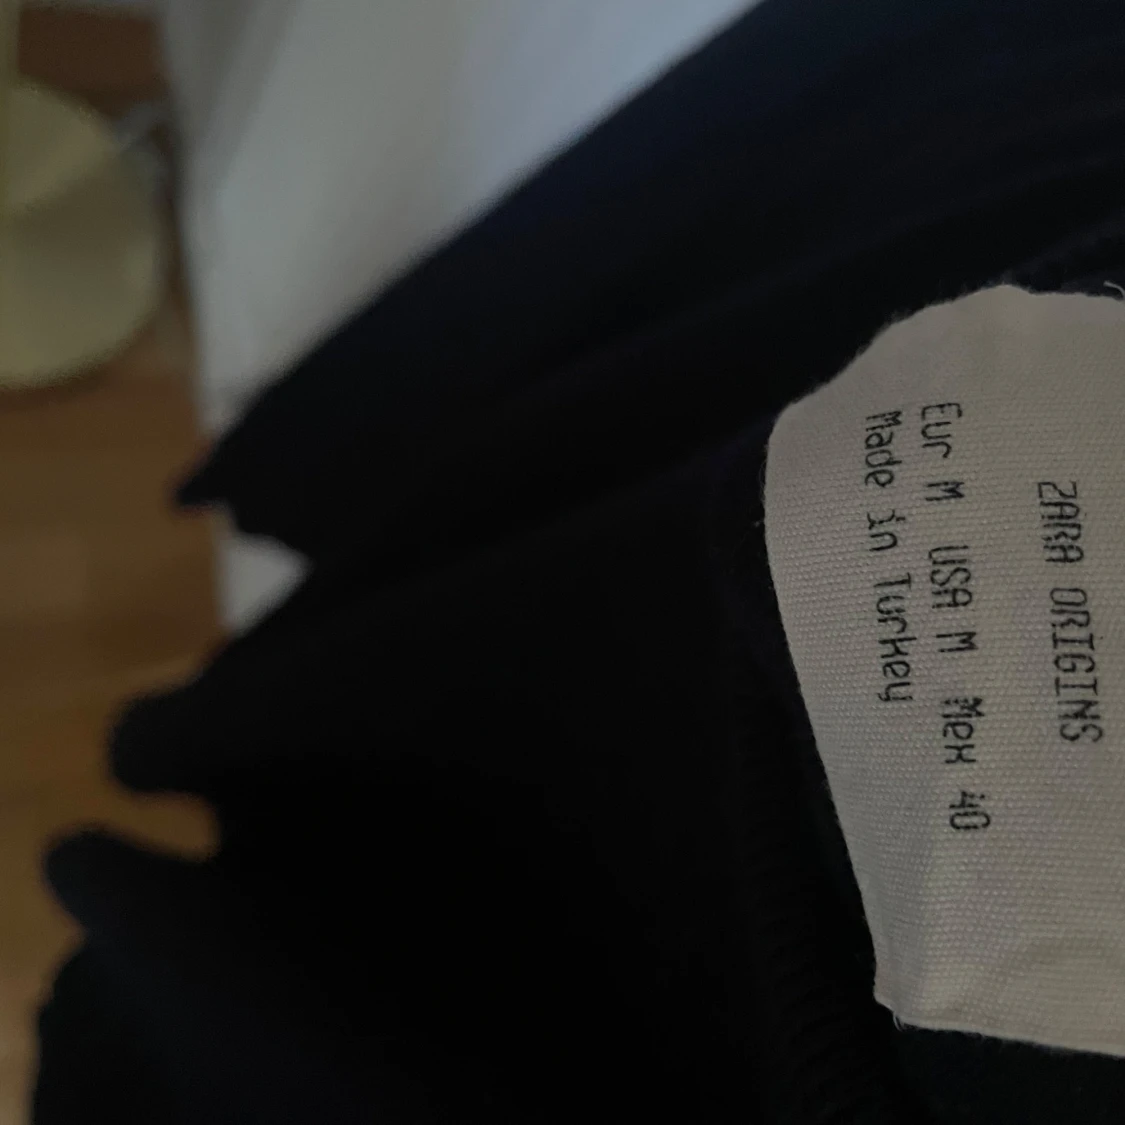 ZARA ORIGINS
Eur M USA M Mex 40
Made in Turkey